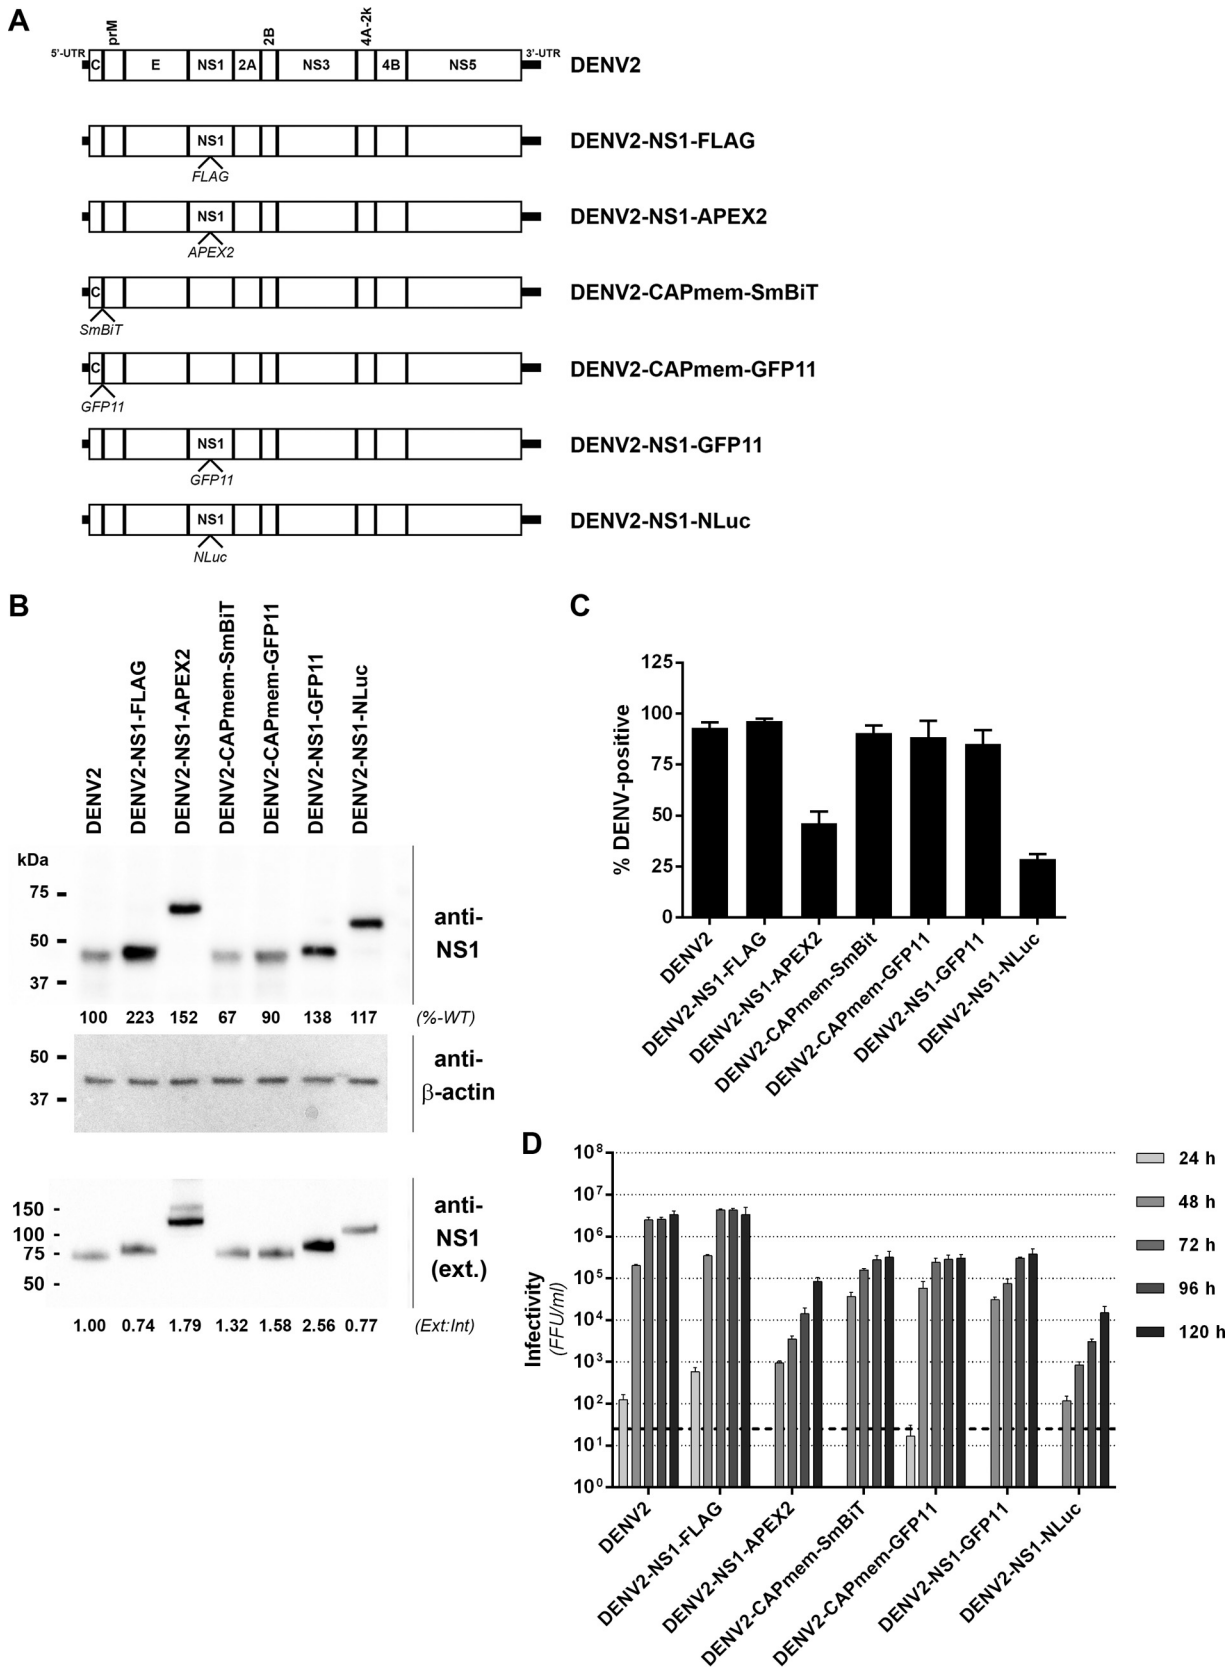 A
5'-UTR
prM
2B
4A-2k
3'-UTR
C E NS1 2A NS3 4B NS5
DENV2
NS1
FLAG
DENV2-NS1-FLAG
NS1
APEX2
DENV2-NS1-APEX2
C
SmBiT
DENV2-CAPmem-SmBiT
C
GFP11
DENV2-CAPmem-GFP11
NS1
GFP11
DENV2-NS1-GFP11
NS1
NLuc
DENV2-NS1-NLuc
B
DENV2
DENV2-NS1-FLAG
DENV2-NS1-APEX2
DENV2-CAPmem-SmBiT
DENV2-CAPmem-GFP11
DENV2-NS1-GFP11
DENV2-NS1-NLuc
kDa
75
50
37
anti-
NS1
100 223 152 67 90 138 117 (%-WT)
50
37
anti-
β-actin
150
100
75
50
anti-
NS1
(ext.)
1.00 0.74 1.79 1.32 1.58 2.56 0.77 (Ext:Int)
C
% DENV-positive
125
100
75
50
25
0
DENV2
DENV2-NS1-FLAG
DENV2-NS1-APEX2
DENV2-CAPmem-SmBit
DENV2-CAPmem-GFP11
DENV2-NS1-GFP11
DENV2-NS1-NLuc
D
Infectivity
(FFU/ml)
10⁸
10⁷
10⁶
10⁵
10⁴
10³
10²
10¹
10⁰
DENV2
DENV2-NS1-FLAG
DENV2-NS1-APEX2
DENV2-CAPmem-SmBiT
DENV2-CAPmem-GFP11
DENV2-NS1-GFP11
DENV2-NS1-NLuc
24 h
48 h
72 h
96 h
120 h